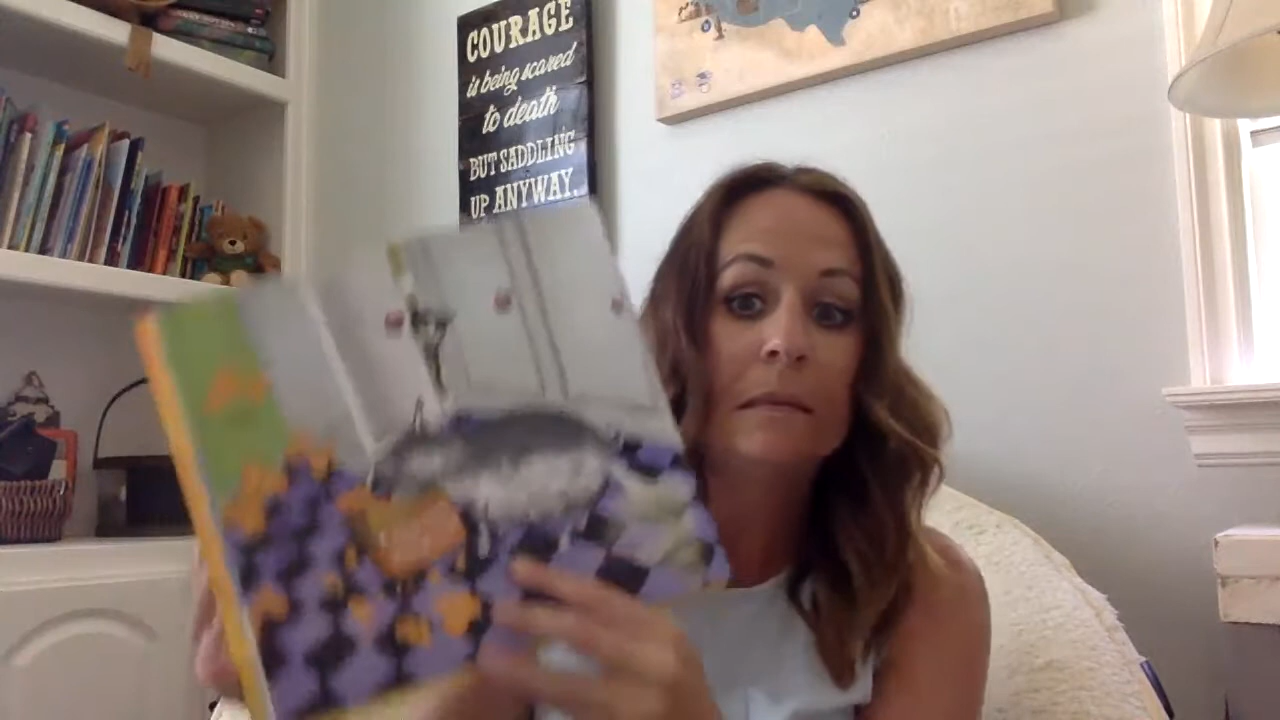 COURAGE
is being scared
to death
BUT SADDLING
UP ANYWAY.